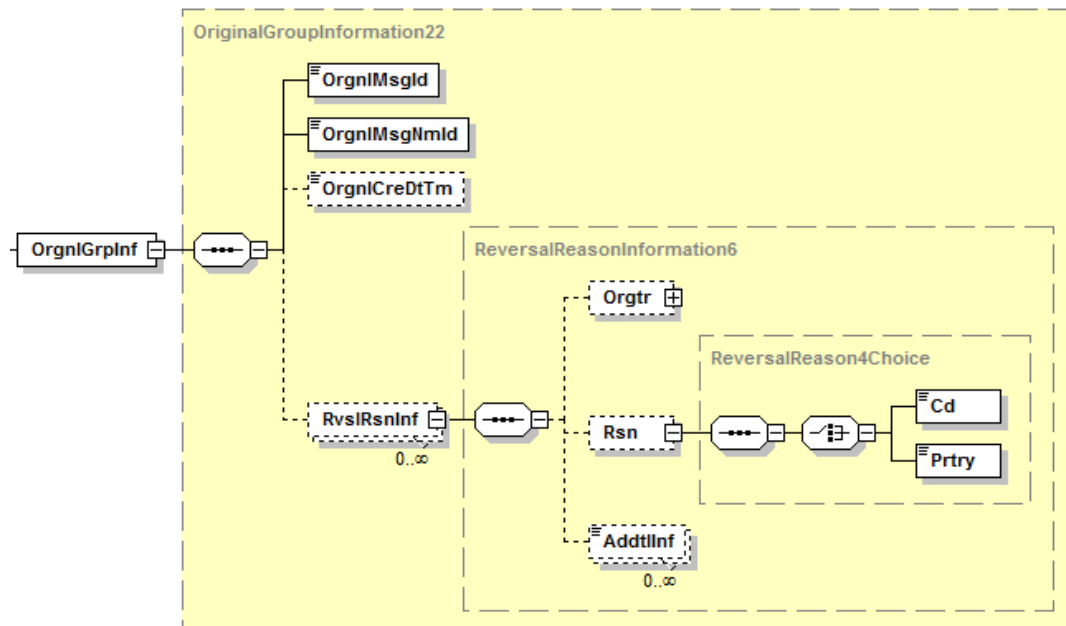 OriginalGroupInformation22
OrgnlMsgId
OrgnlMsgNmId
OrgnlCreDtTm
OrgnlGrpInf
ReversalReasonInformation6
Orgtr
ReversalReason4Choice
RvslRsnInf
0..∞
Rsn
Cd
Prtry
AddtlInf
0..∞